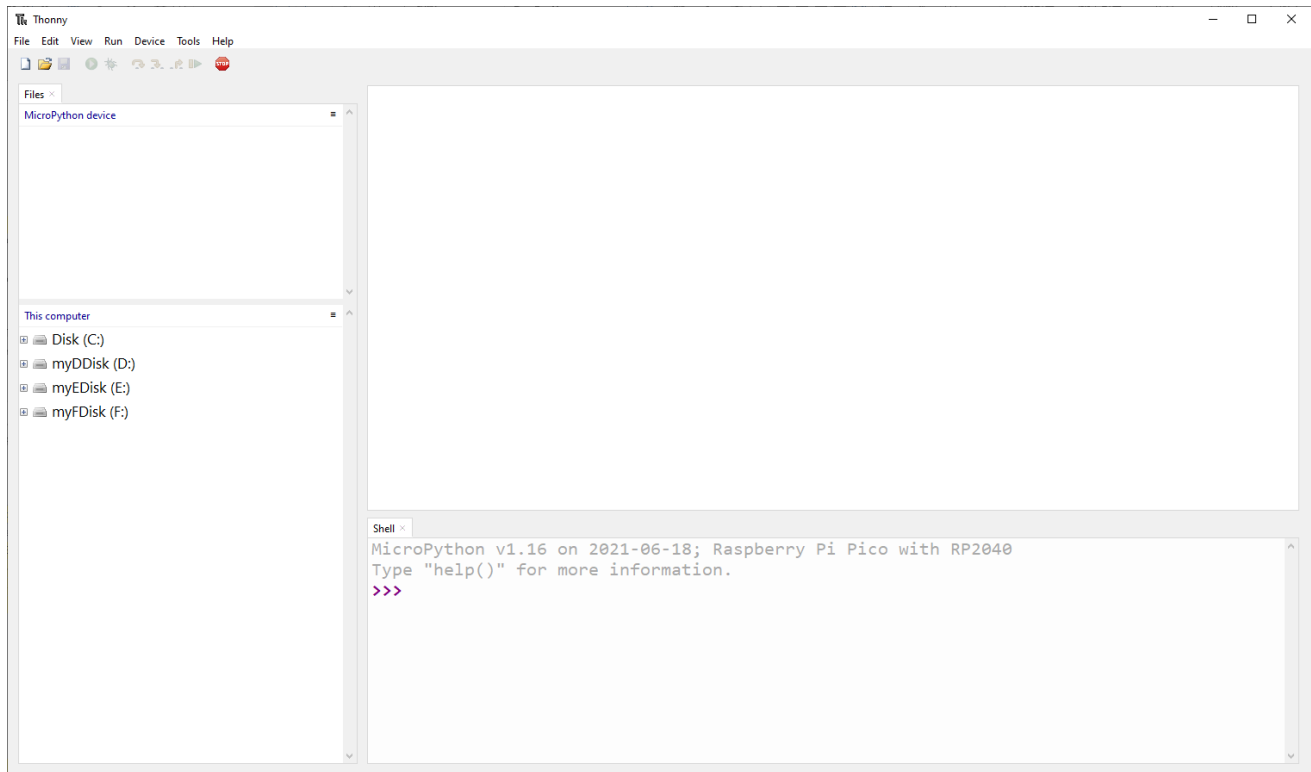 Thonny
File Edit View Run Device Tools Help
STOP
Files
MicroPython device
This computer
Disk (C:)
myDDisk (D:)
myEDisk (E:)
myFDisk (F:)
Shell
MicroPython v1.16 on 2021-06-18; Raspberry Pi Pico with RP2040
Type "help()" for more information.
>>>